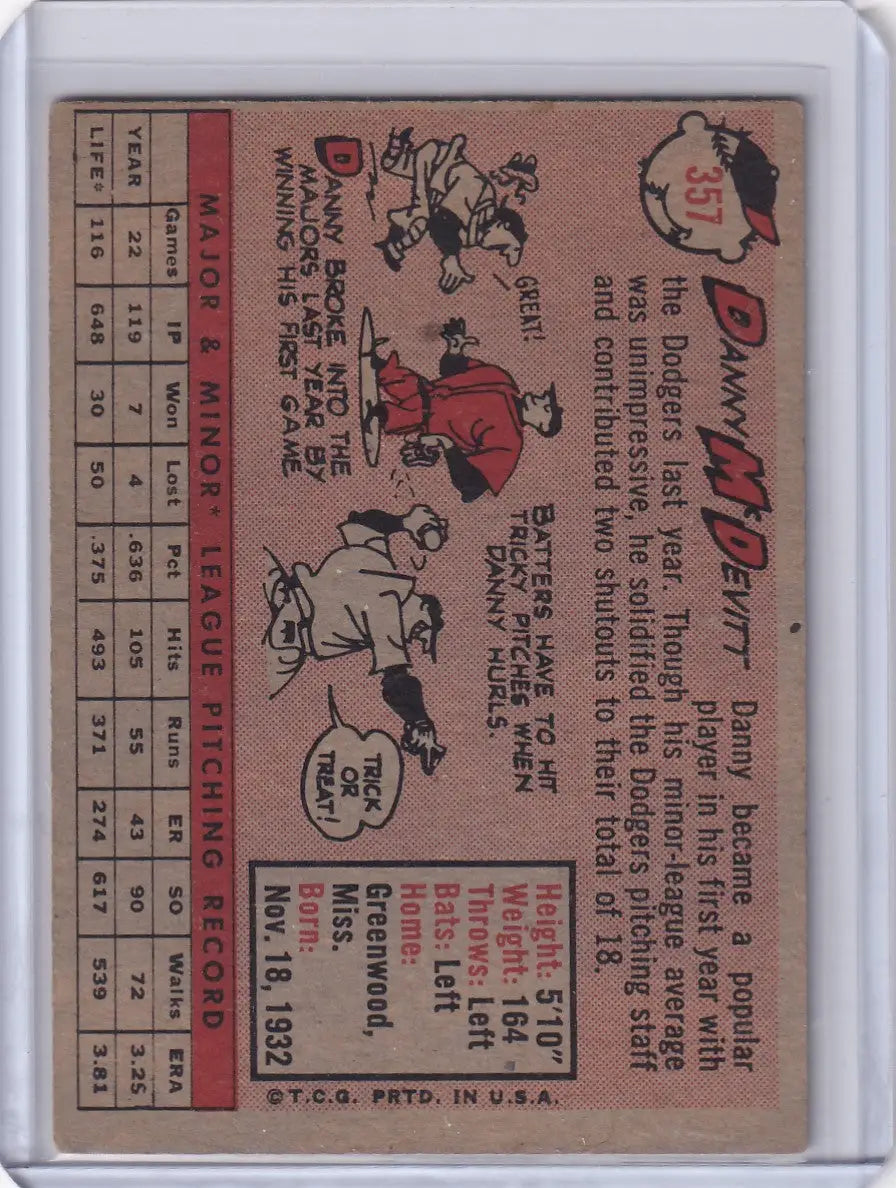 357
DANNY McDEVITT
Danny became a popular
player in his first year with
the Dodgers last year. Though his minor-league average
was unimpressive, he solidified the Dodgers pitching staff
and contributed two shutouts to their total of 18.
GREAT!
DANNY BROKE INTO THE
MAJORS LAST YEAR BY
WINNING HIS FIRST GAME
BATTERS HAVE TO HIT
TRICKY PITCHES WHEN
DANNY HURLS.
TRICK
OR
TREAT!
Height: 5'10"
Weight: 164
Throws: Left
Bats: Left
Home:
Greenwood,
Miss.
Born:
Nov. 18, 1932
©T.C.G. PRTD. IN U.S.A.
MAJOR & MINOR* LEAGUE PITCHING RECORD
Games IP Won Lost Pct Hits Runs ER SO Walks ERA
YEAR 22 119 7 4 .636 105 55 43 90 72 3.25
LIFE* 116 648 30 50 .375 493 371 274 617 539 3.81